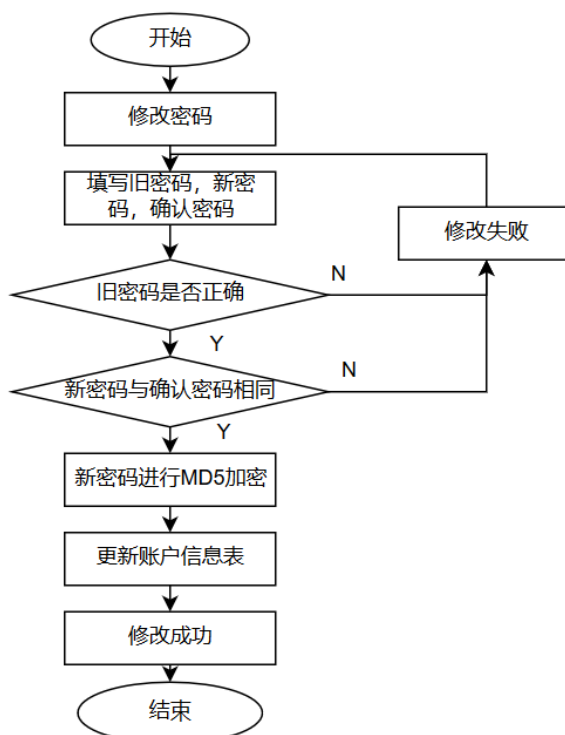 开始
修改密码
填写旧密码，新密
码，确认密码
修改失败
旧密码是否正确
N
Y
新密码与确认密码相同
N
Y
新密码进行MD5加密
更新账户信息表
修改成功
结束